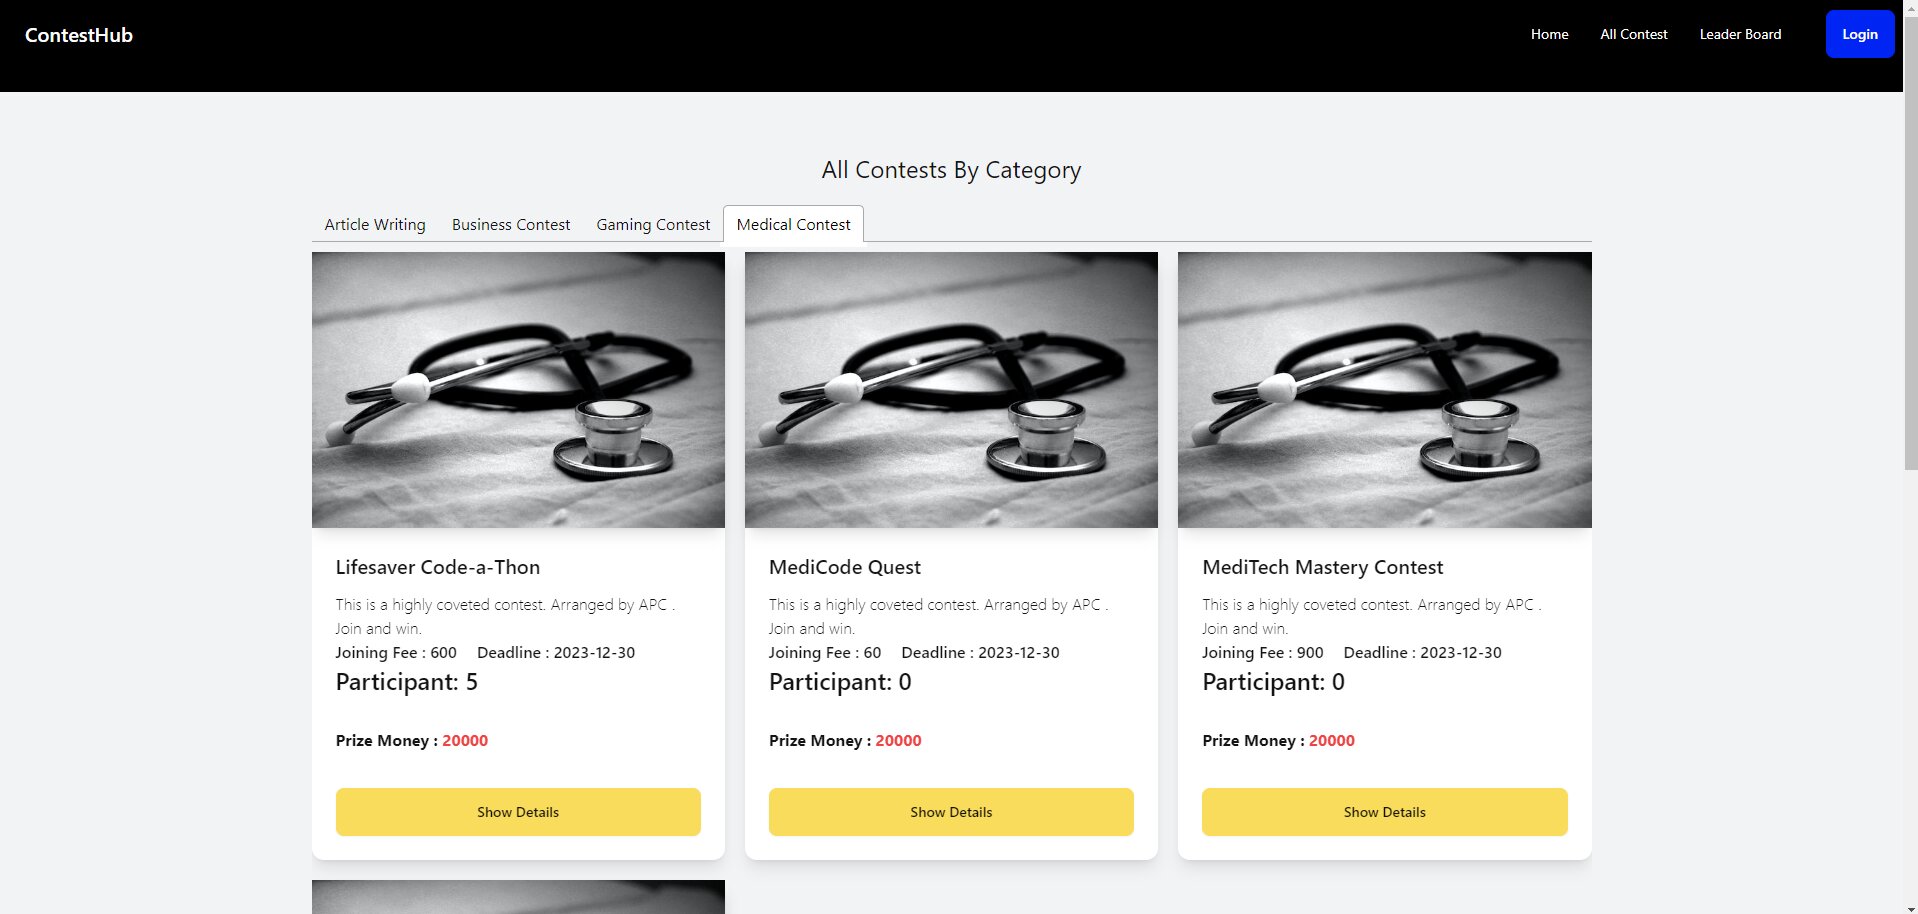 ContestHub
Home
All Contest
Leader Board
Login
All Contests By Category
Article Writing
Business Contest
Gaming Contest
Medical Contest
Lifesaver Code-a-Thon
This is a highly coveted contest. Arranged by APC .
Join and win.
Joining Fee : 600 Deadline : 2023-12-30
Participant: 5
Prize Money : 20000
Show Details
MediCode Quest
This is a highly coveted contest. Arranged by APC .
Join and win.
Joining Fee : 60 Deadline : 2023-12-30
Participant: 0
Prize Money : 20000
Show Details
MediTech Mastery Contest
This is a highly coveted contest. Arranged by APC .
Join and win.
Joining Fee : 900 Deadline : 2023-12-30
Participant: 0
Prize Money : 20000
Show Details